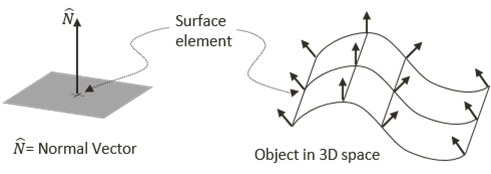 N̂
Surface
element
N̂= Normal Vector
Object in 3D space